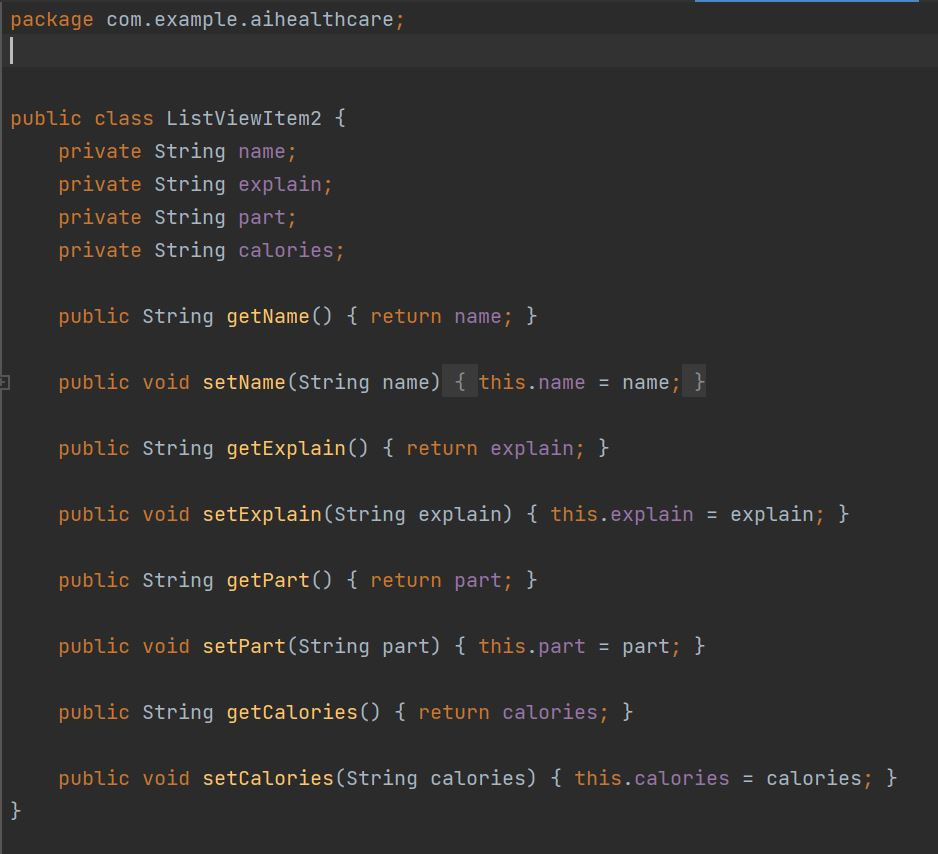 package com.example.aihealthcare;
public class ListViewItem2 {
    private String name;
    private String explain;
    private String part;
    private String calories;
    public String getName() { return name; }
    public void setName(String name) { this.name = name; }
    public String getExplain() { return explain; }
    public void setExplain(String explain) { this.explain = explain; }
    public String getPart() { return part; }
    public void setPart(String part) { this.part = part; }
    public String getCalories() { return calories; }
    public void setCalories(String calories) { this.calories = calories; }
}